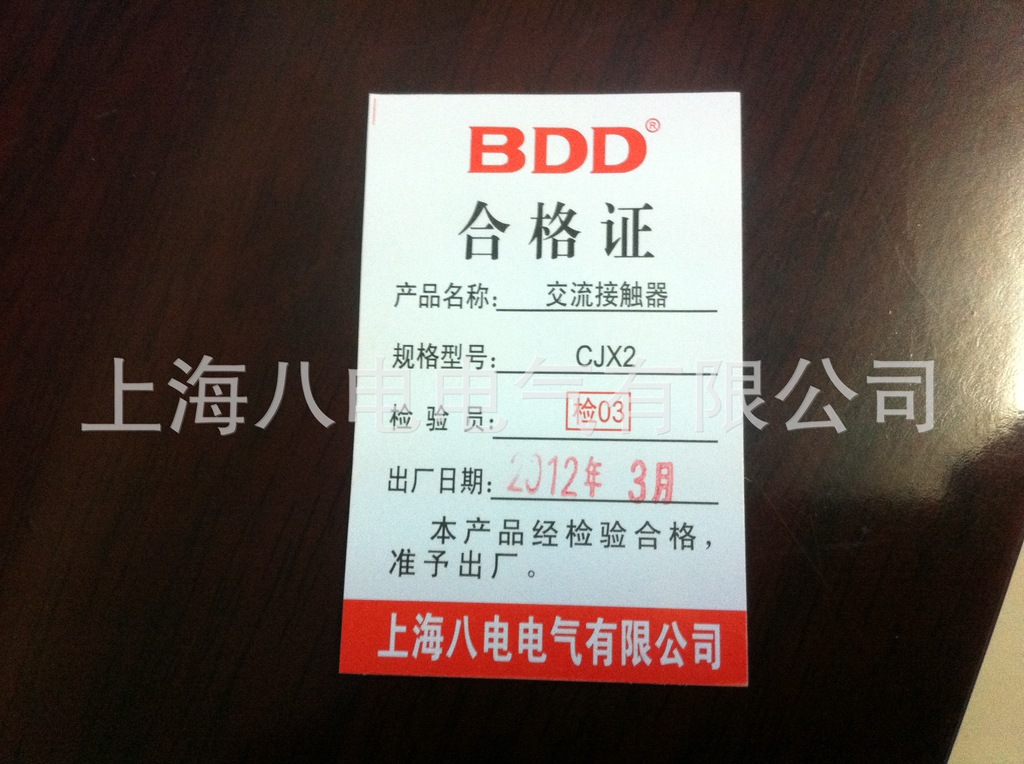 BDD®
合格证
产品名称: 交流接触器
规格型号: CJX2
上海八电电气有限公司
检验员: 检03
出厂日期: 2012年 3月
本产品经检验合格，
准予出厂。
上海八电电气有限公司